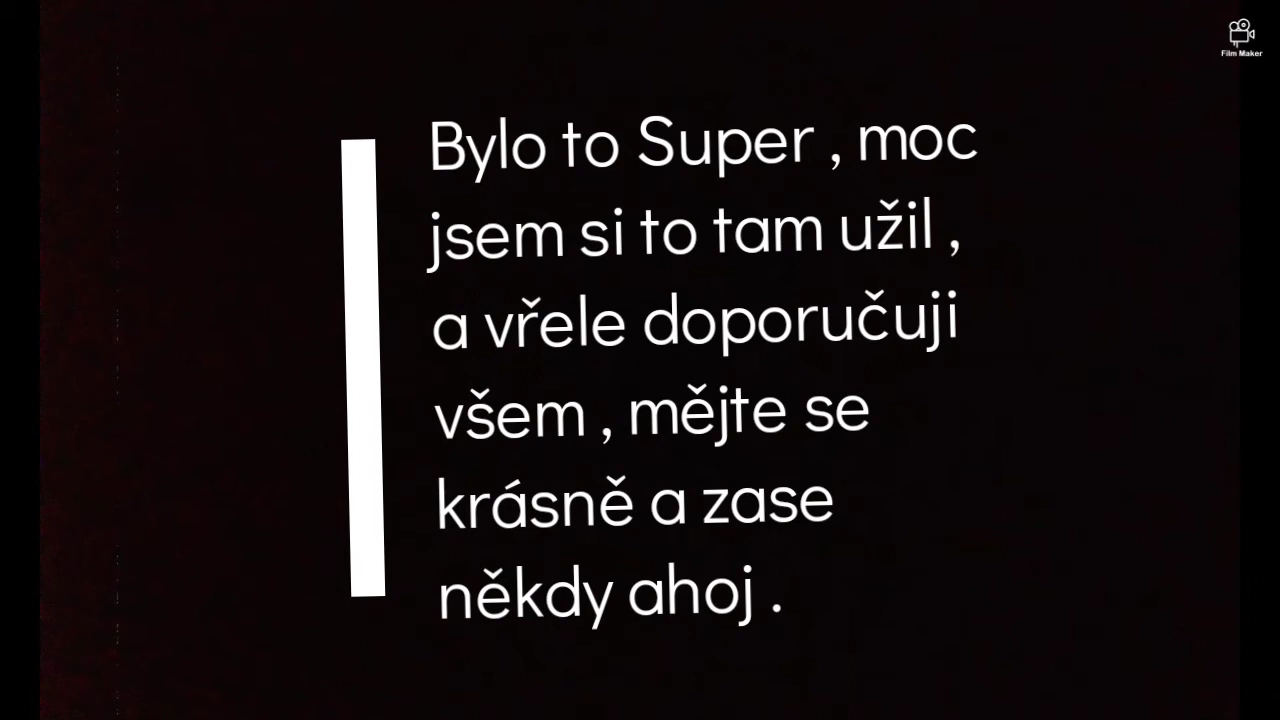 Film Maker
Bylo to Super , moc
jsem si to tam užil ,
a vřele doporučuji
všem , mějte se
krásně a zase
někdy ahoj .